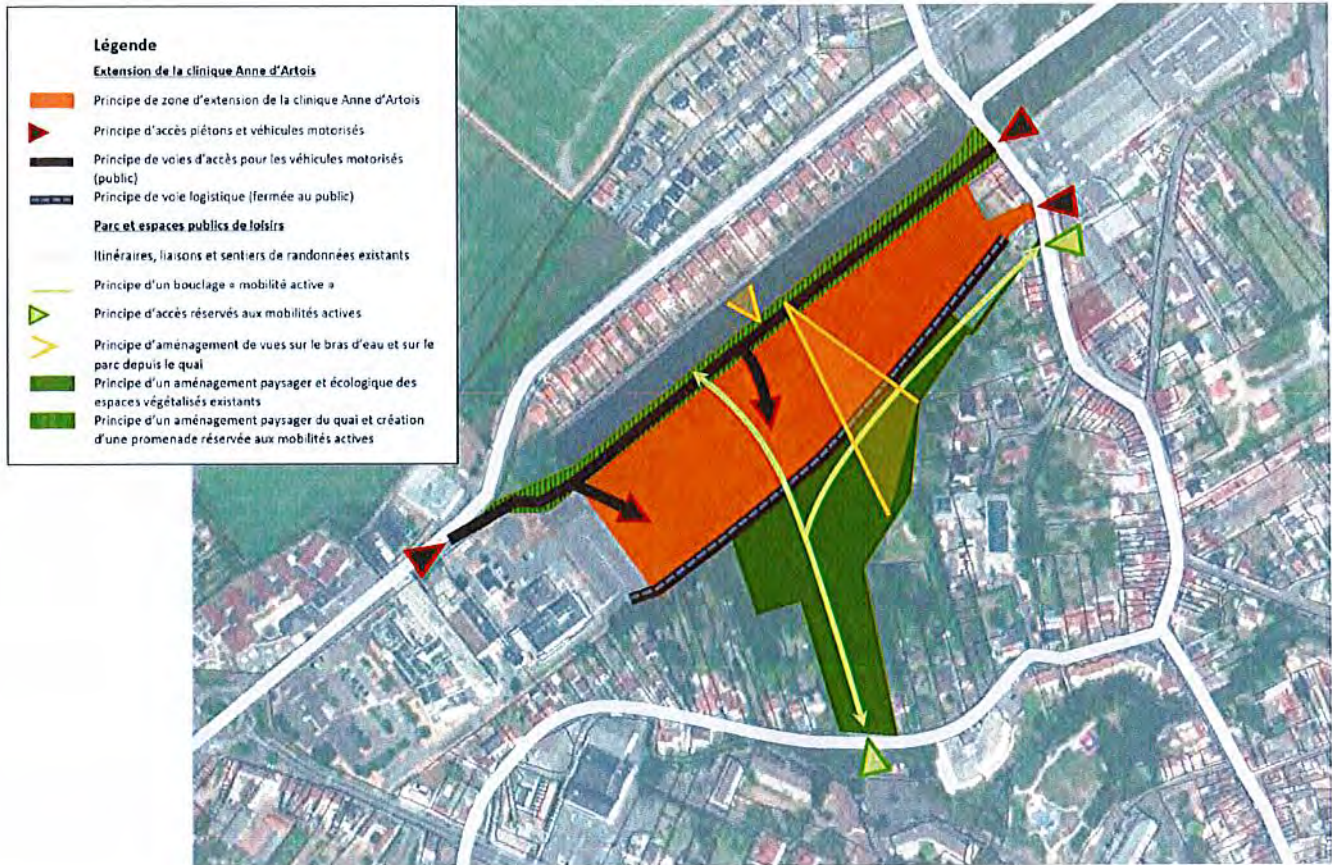 Légende
Extension de la clinique Anne d'Artois
Principe de zone d'extension de la clinique Anne d'Artois
Principe d'accès piétons et véhicules motorisés
Principe de voies d'accès pour les véhicules motorisés
(public)
Principe de voie logistique (fermée au public)
Parc et espaces publics de loisirs
Itinéraires, liaisons et sentiers de randonnées existants
Principe d'un bouclage « mobilité active »
Principe d'accès réservés aux mobilités actives
Principe d'aménagement de vues sur le bras d'eau et sur le
parc depuis le quai
Principe d'un aménagement paysager et écologique des
espaces végétalisés existants
Principe d'un aménagement paysager du quai et création
d'une promenade réservée aux mobilités actives